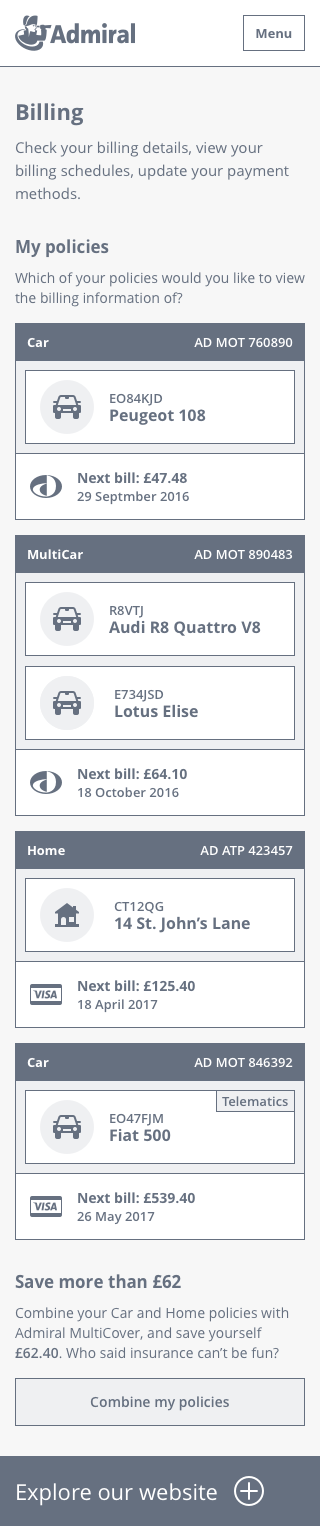 Admiral
Menu
Billing
Check your billing details, view your
billing schedules, update your payment
methods.
My policies
Which of your policies would you like to view
the billing information of?
Car AD MOT 760890
EO84KJD
Peugeot 108
Next bill: £47.48
29 Septmber 2016
MultiCar AD MOT 890483
R8VTJ
Audi R8 Quattro V8
E734JSD
Lotus Elise
Next bill: £64.10
18 October 2016
Home AD ATP 423457
CT12QG
14 St. John’s Lane
VISA
Next bill: £125.40
18 April 2017
Car AD MOT 846392
Telematics
EO47FJM
Fiat 500
VISA
Next bill: £539.40
26 May 2017
Save more than £62
Combine your Car and Home policies with
Admiral MultiCover, and save yourself
£62.40. Who said insurance can’t be fun?
Combine my policies
Explore our website